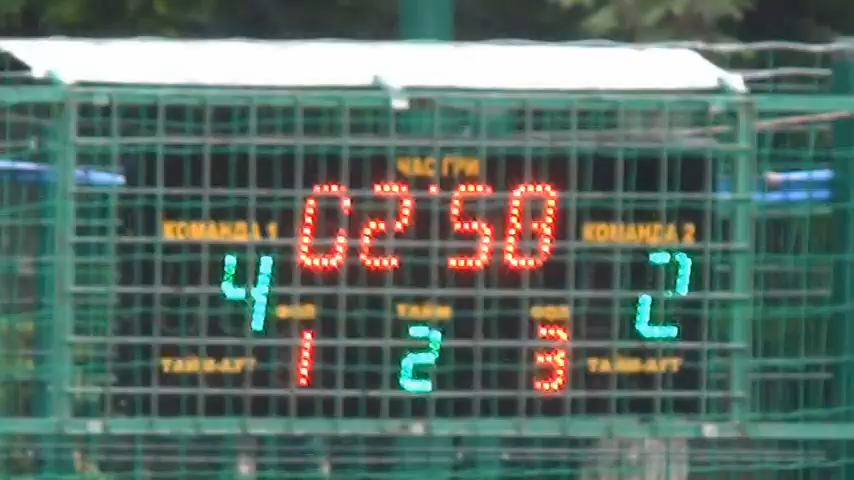 ЧАС ГРИ
02:58
КОМАНДА 1
КОМАНДА 2
4
2
ФОЛ
ТАЙМ
ФОЛ
1
2
3
ТАЙМ-АУТ
ТАЙМ-АУТ